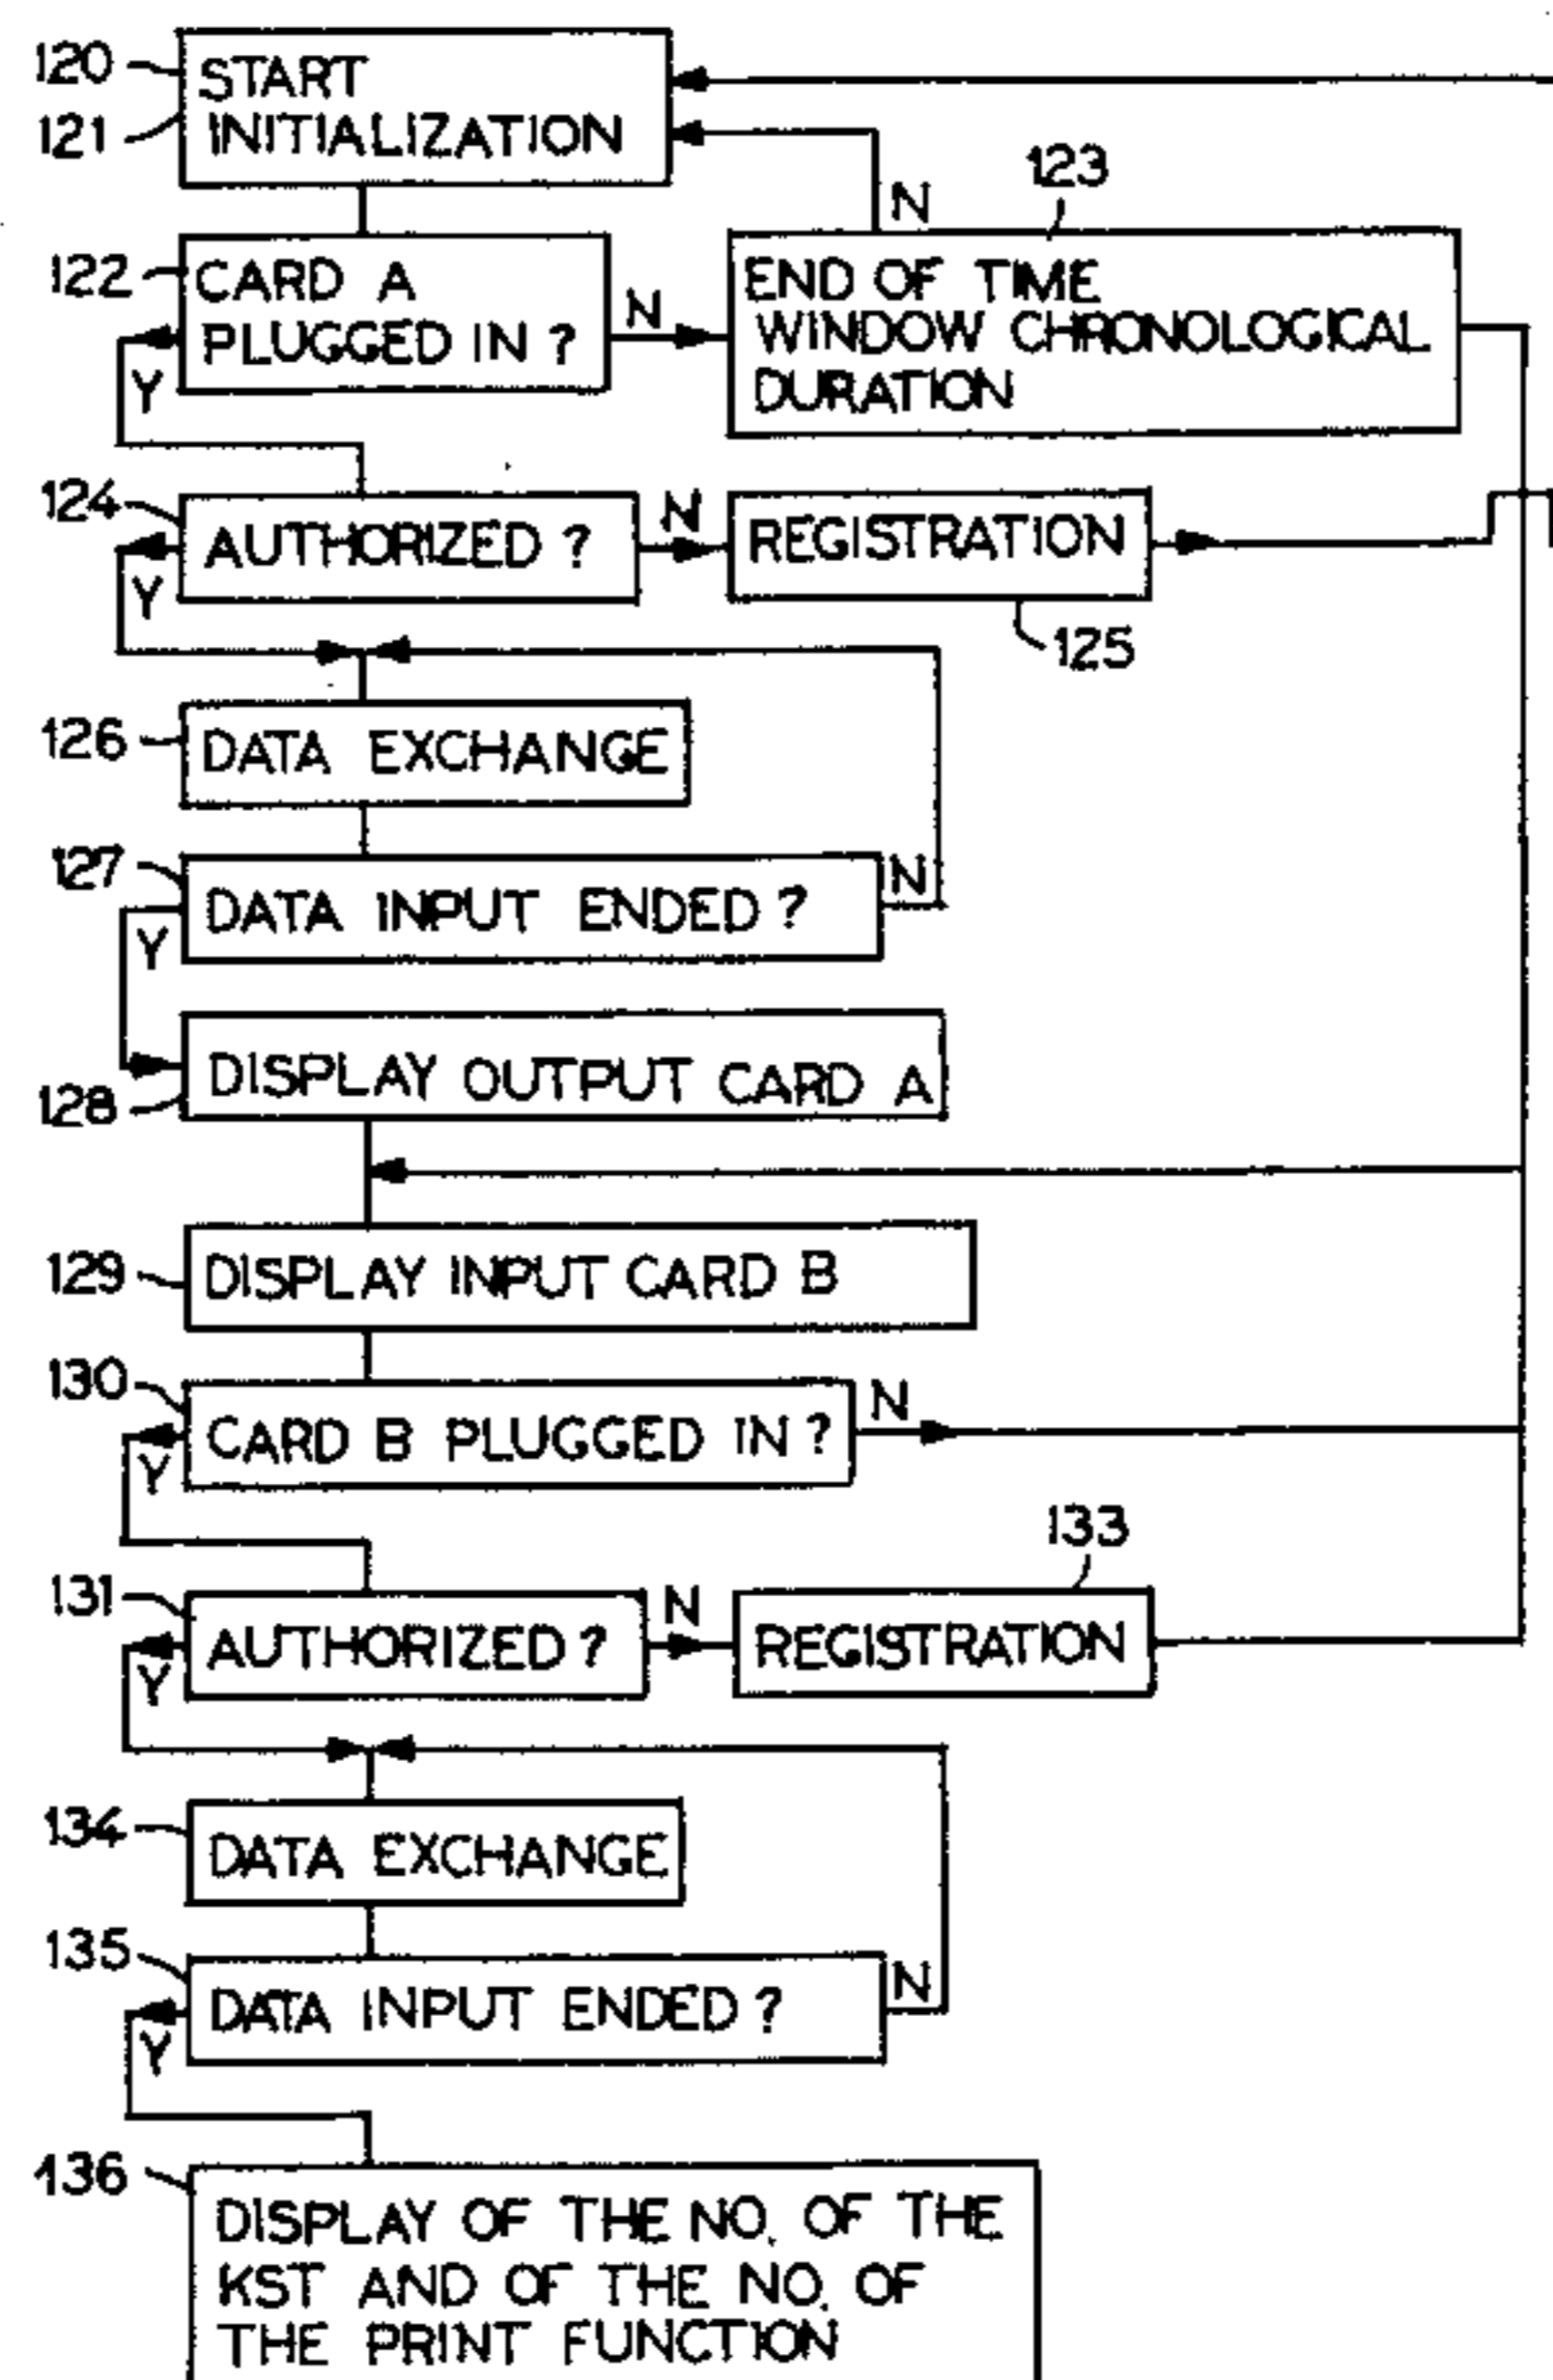 120
START
121
INITIALIZATION
N
123
122
CARD A
PLUGGED IN ?
N
Y
END OF TIME
WINDOW CHRONOLOGICAL
DURATION
124
AUTHORIZED ?
N
Y
REGISTRATION
125
126
DATA EXCHANGE
127
DATA INPUT ENDED ?
N
Y
DISPLAY OUTPUT CARD A
128
129
DISPLAY INPUT CARD B
130
CARD B PLUGGED IN ?
N
Y
133
131
AUTHORIZED ?
N
Y
REGISTRATION
134
DATA EXCHANGE
135
DATA INPUT ENDED ?
N
Y
136
DISPLAY OF THE NO. OF THE
KST AND OF THE NO. OF
THE PRINT FUNCTION